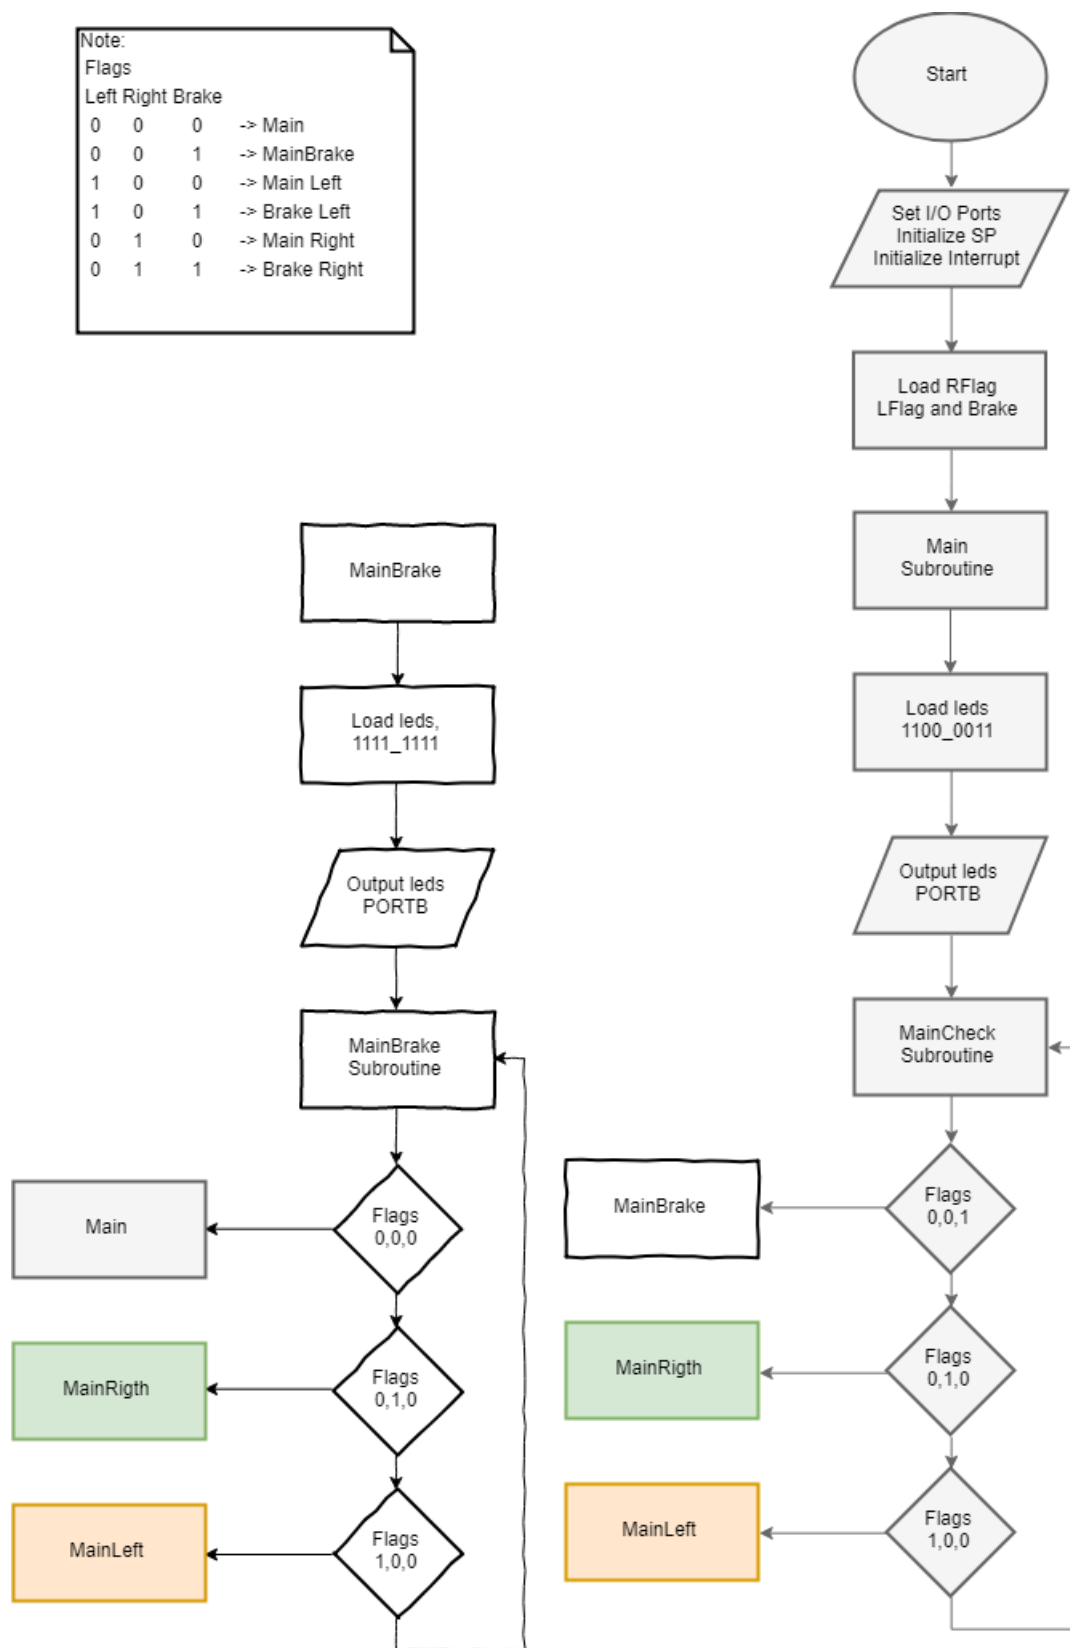 Note:
Flags
Left Right Brake
0 0 0 -> Main
0 0 1 -> MainBrake
1 0 0 -> Main Left
1 0 1 -> Brake Left
0 1 0 -> Main Right
0 1 1 -> Brake Right
Start
Set I/O Ports
Initialize SP
Initialize Interrupt
Load RFlag
LFlag and Brake
Main
Subroutine
Load leds
1100_0011
Output leds
PORTB
MainCheck
Subroutine
Flags
0,0,1
MainBrake
Flags
0,1,0
MainRigth
Flags
1,0,0
MainLeft
MainBrake
Load leds,
1111_1111
Output leds
PORTB
MainBrake
Subroutine
Flags
0,0,0
Main
Flags
0,1,0
MainRigth
Flags
1,0,0
MainLeft